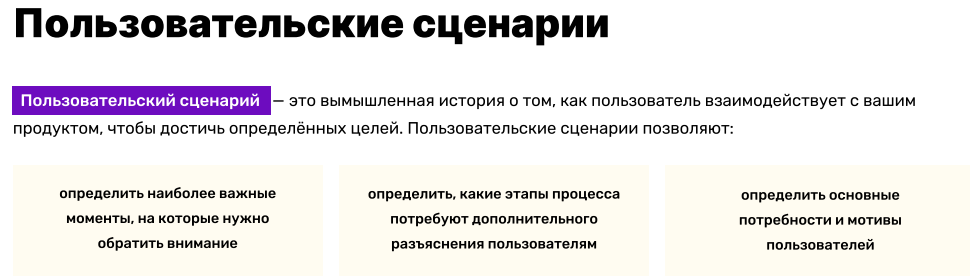 Пользовательские сценарии
Пользовательский сценарий — это вымышленная история о том, как пользователь взаимодействует с вашим
продуктом, чтобы достичь определённых целей. Пользовательские сценарии позволяют:
определить наиболее важные
моменты, на которые нужно
обратить внимание
определить, какие этапы процесса
потребуют дополнительного
разъяснения пользователям
определить основные
потребности и мотивы
пользователей